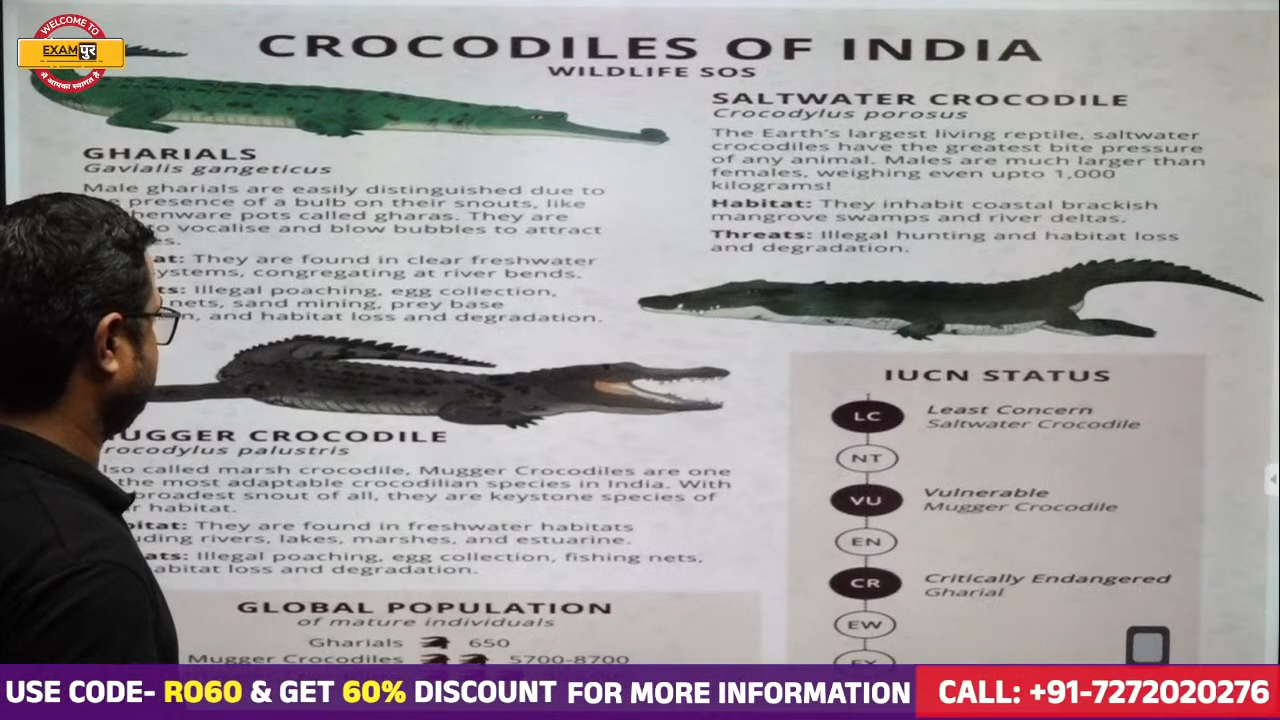 WELCOME TO
EXAMपुर
में आपका स्वागत है
CROCODILES OF INDIA
WILDLIFE SOS
GHARIALS
Gavialis gangeticus
Male gharials are easily distinguished due to
presence of a bulb on their snouts, like
henware pots called gharas. They are
to vocalise and blow bubbles to attract
s.
at: They are found in clear freshwater
ystems, congregating at river bends.
ts: Illegal poaching, egg collection,
nets, sand mining, prey base
n, and habitat loss and degradation.
SALTWATER CROCODILE
Crocodylus porosus
The Earth's largest living reptile, saltwater
crocodiles have the greatest bite pressure
of any animal. Males are much larger than
females, weighing even upto 1,000
kilograms!
Habitat: They inhabit coastal brackish
mangrove swamps and river deltas.
Threats: Illegal hunting and habitat loss
and degradation.
UGGER CROCODILE
rocodylus palustris
lso called marsh crocodile, Mugger Crocodiles are one
the most adaptable crocodilian species in India. With
broadest snout of all, they are keystone species of
r habitat.
itat: They are found in freshwater habitats
uding rivers, lakes, marshes, and estuarine.
ats: Illegal poaching, egg collection, fishing nets,
abitat loss and degradation.
GLOBAL POPULATION
of mature individuals
Gharials 650
Mugger Crocodiles 5700-8700
IUCN STATUS
LC Least Concern
Saltwater Crocodile
NT
VU Vulnerable
Mugger Crocodile
EN
CR Critically Endangered
Gharial
EW
EX
USE CODE- RO60 & GET 60% DISCOUNT FOR MORE INFORMATION CALL: +91-7272020276